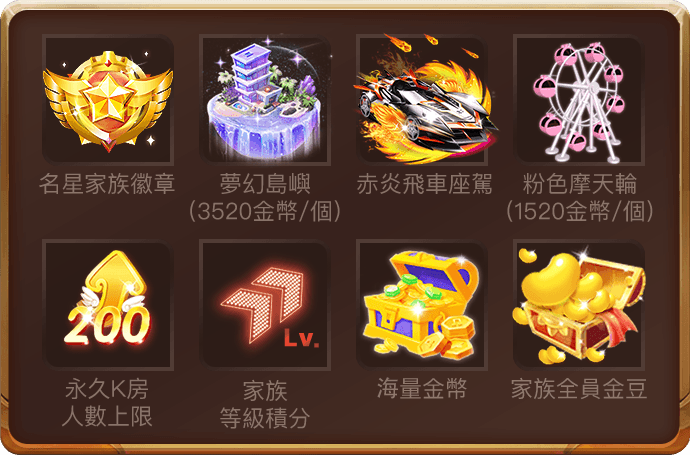 名星家族徽章
夢幻島嶼
(3520金幣/個)
赤炎飛車座駕
粉色摩天輪
(1520金幣/個)
200
永久K房
人數上限
Lv.
家族
等級積分
海量金幣
家族全員金豆